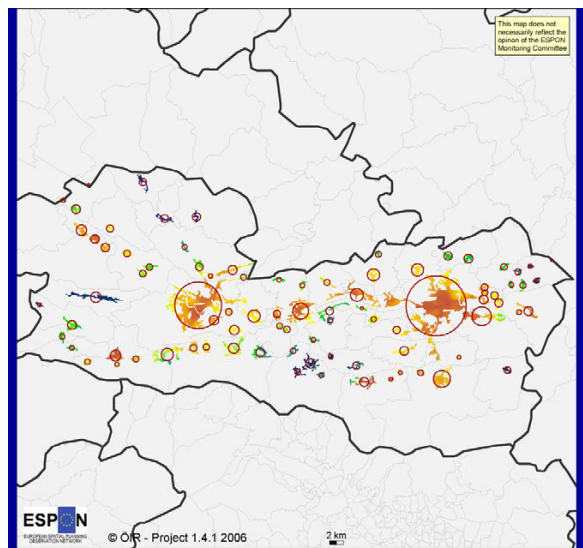 This map does not
necessarily reflect the
opinion of the ESPON
Monitoring Committee
ESPON
EUROPEAN SPATIAL PLANNING
OBSERVATION NETWORK
© ÖIR - Project 1.4.1 2006
2 km